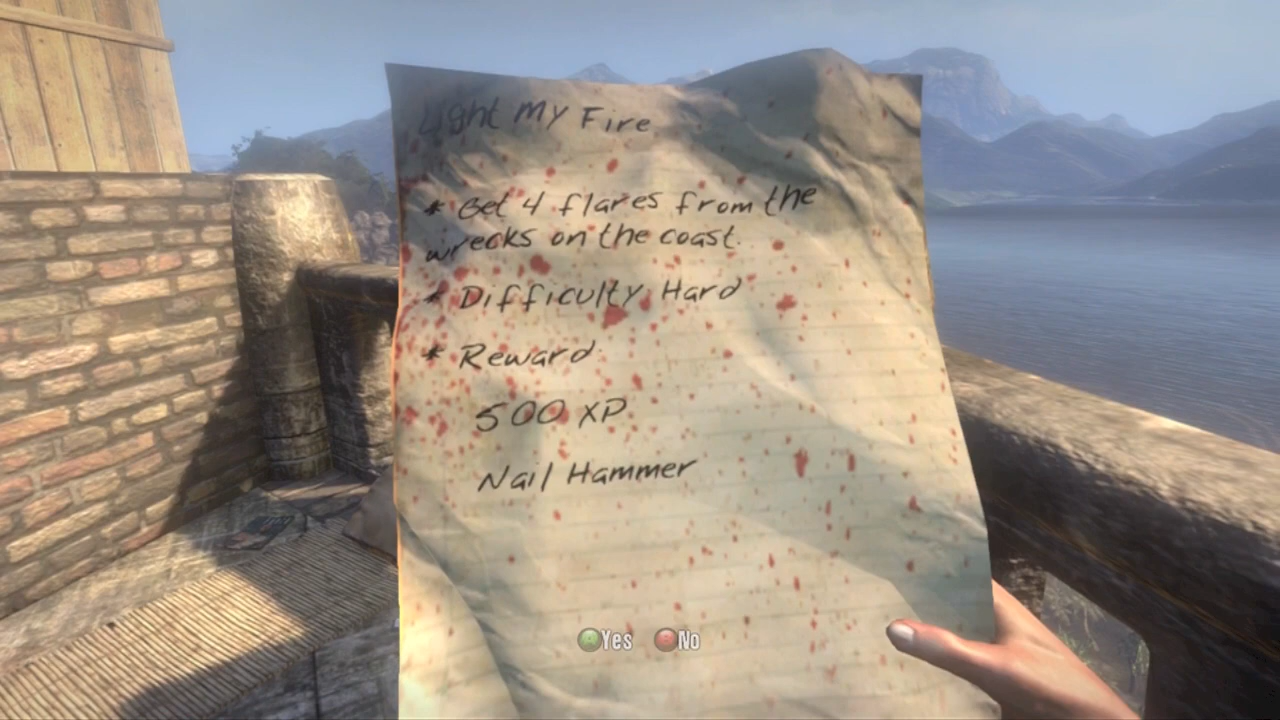 Light My Fire
* Get 4 flares from the
wrecks on the coast.
* Difficulty Hard
* Reward
500 XP
Nail Hammer
Yes No